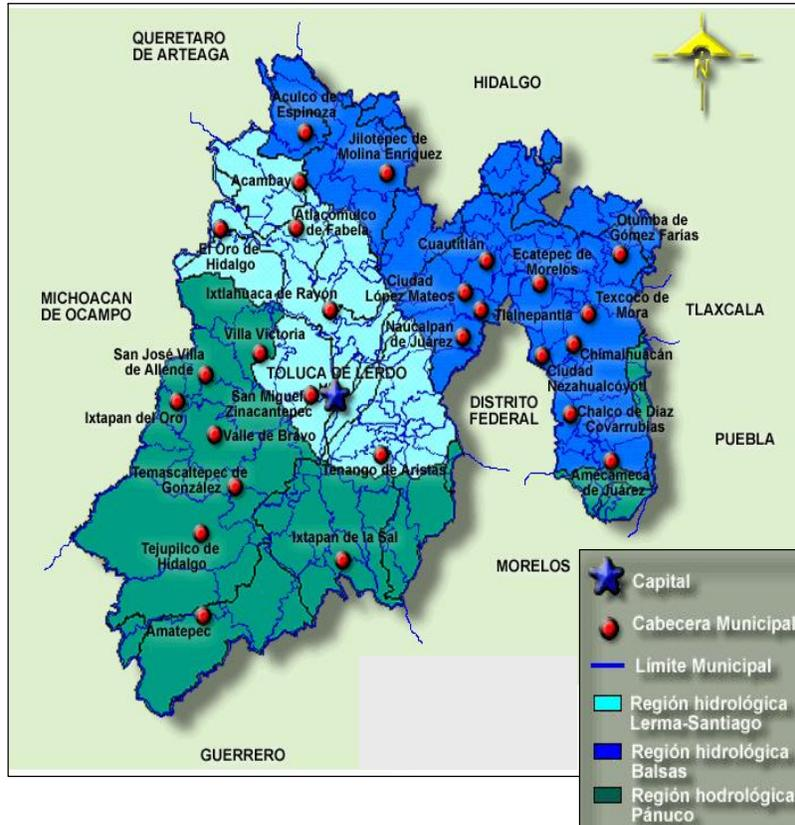 QUERETARO
DE ARTEAGA
HIDALGO
N
Aculco de
Espinoza
Jilotepec de
Molina Enríquez
Acambay
Atlacomulco
de Fabela
Otumba de
Gómez Farías
Cuautitlán
Ecatepec de
Morelos
El Oro de
Hidalgo
Ciudad
López Mateos
Ixtlahuaca de Rayón
Texcoco de
Mora
MICHOACAN
DE OCAMPO
TLAXCALA
Tlalnepantla
Naucalpan
de Juárez
Villa Victoria
Chimalhuacán
San José Villa
de Allende
TOLUCA DE LERDO
Ciudad
Nezahualcóyotl
San Miguel
Zinacantepec
DISTRITO
FEDERAL
Ixtapan del Oro
Chalco de Díaz
Covarrubias
Valle de Bravo
PUEBLA
Tenango de Aristas
Temascaltepec de
González
Amecameca
de Juárez
Ixtapan de la Sal
Tejupilco de
Hidalgo
MORELOS
Amatepec
GUERRERO
Capital
Cabecera Municipal
Límite Municipal
Región hidrológica
Lerma-Santiago
Región hidrológica
Balsas
Región hodrológica
Pánuco